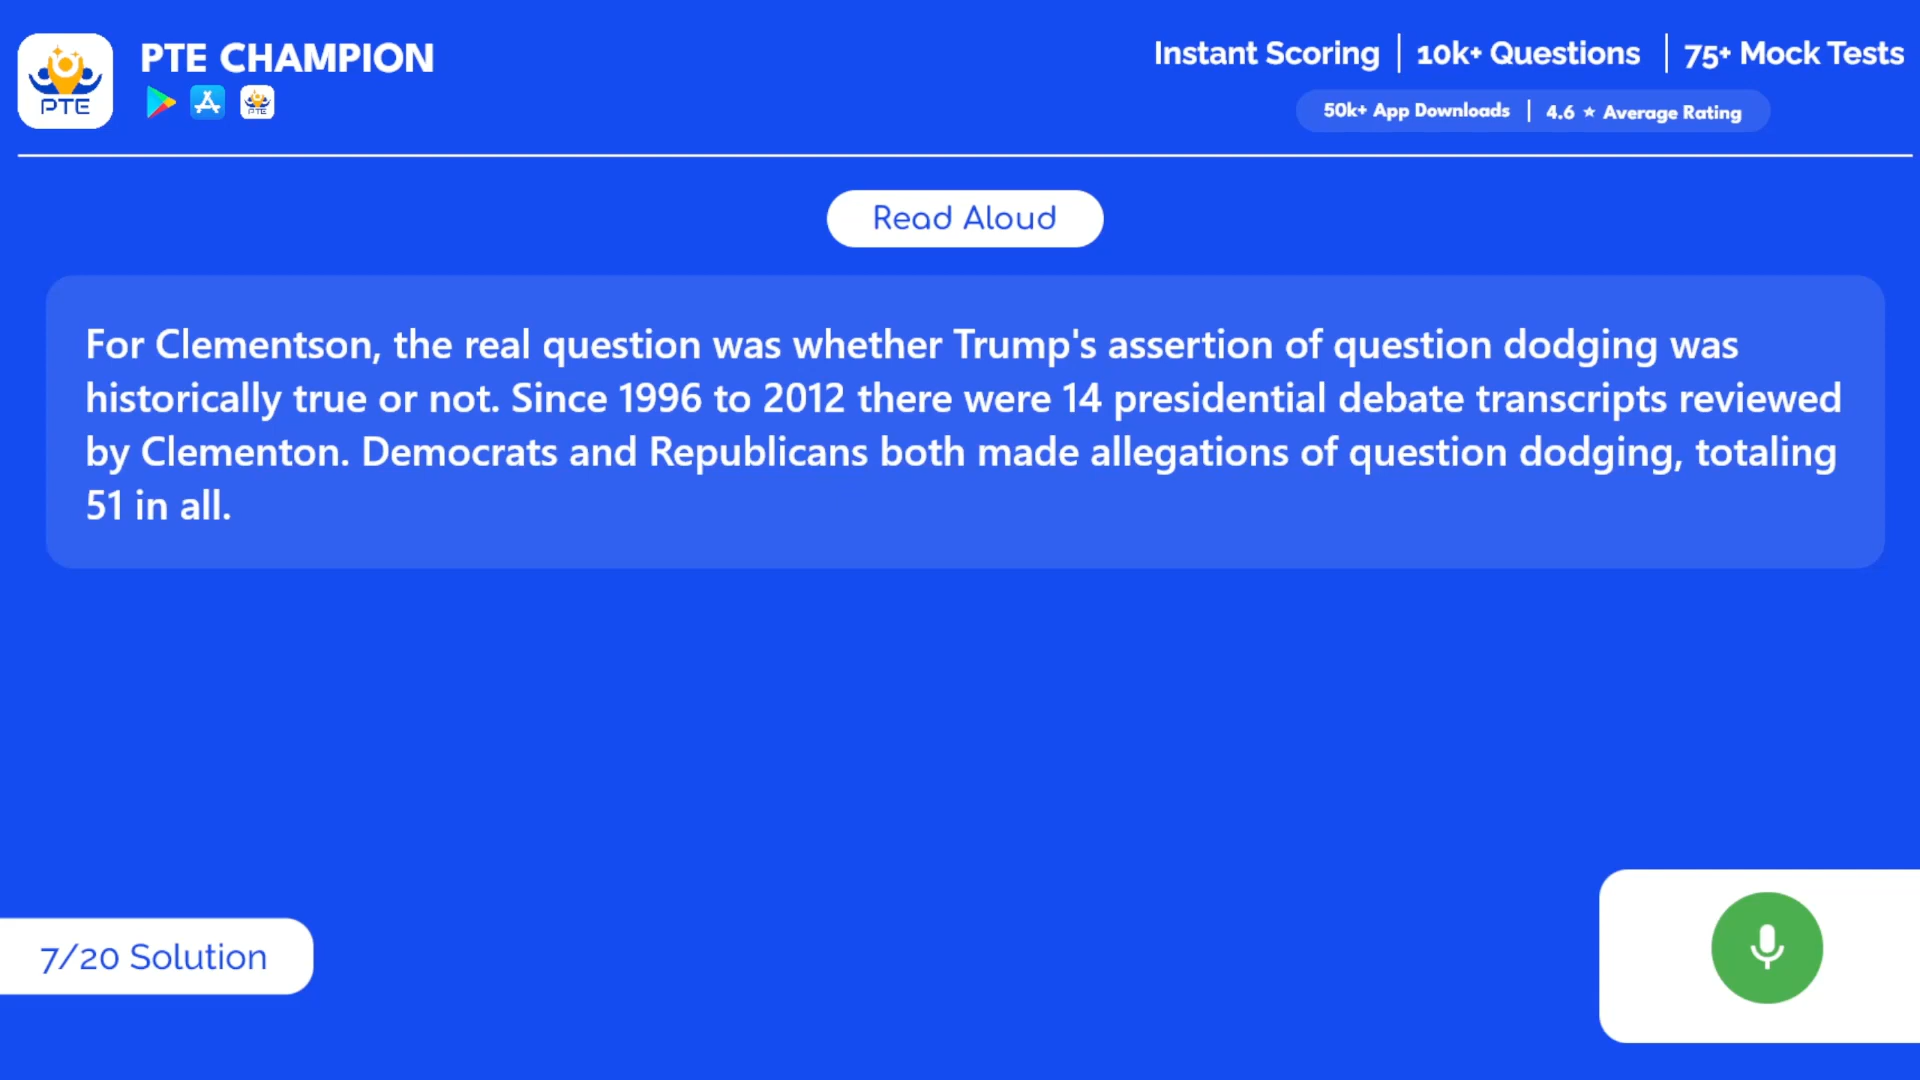 PTE CHAMPION
PTE
PTE
Instant Scoring | 10k+ Questions | 75+ Mock Tests
50k+ App Downloads | 4.6 ★ Average Rating
Read Aloud
For Clementson, the real question was whether Trump's assertion of question dodging was
historically true or not. Since 1996 to 2012 there were 14 presidential debate transcripts reviewed
by Clementon. Democrats and Republicans both made allegations of question dodging, totaling
51 in all.
7/20 Solution